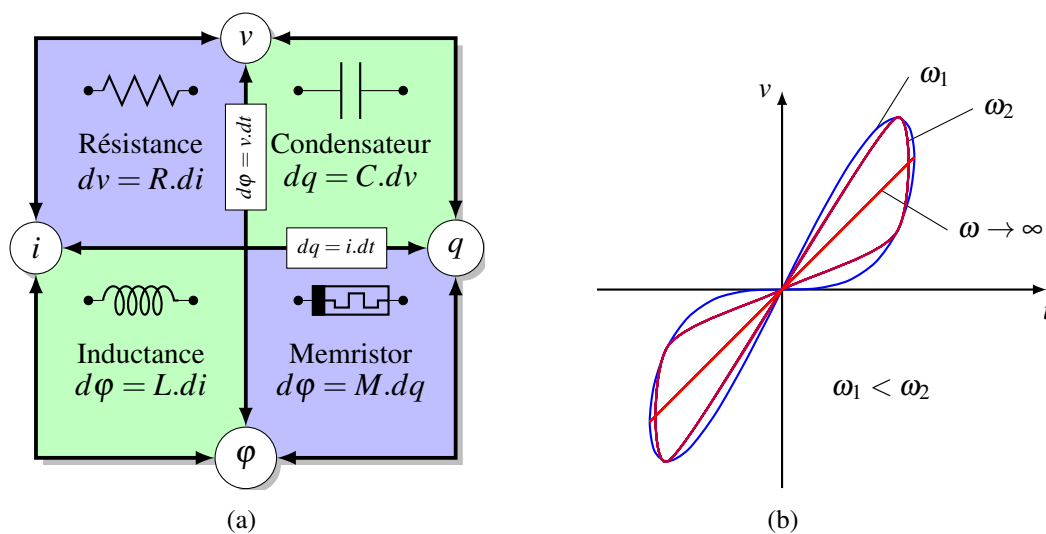 v
Résistance
dv = R.di
Condensateur
dq = C.dv
dφ = v.dt
i
dq = i.dt
q
Inductance
dφ = L.di
Memristor
dφ = M.dq
φ
(a)
v
ω1
ω2
ω → ∞
i
ω1 < ω2
(b)